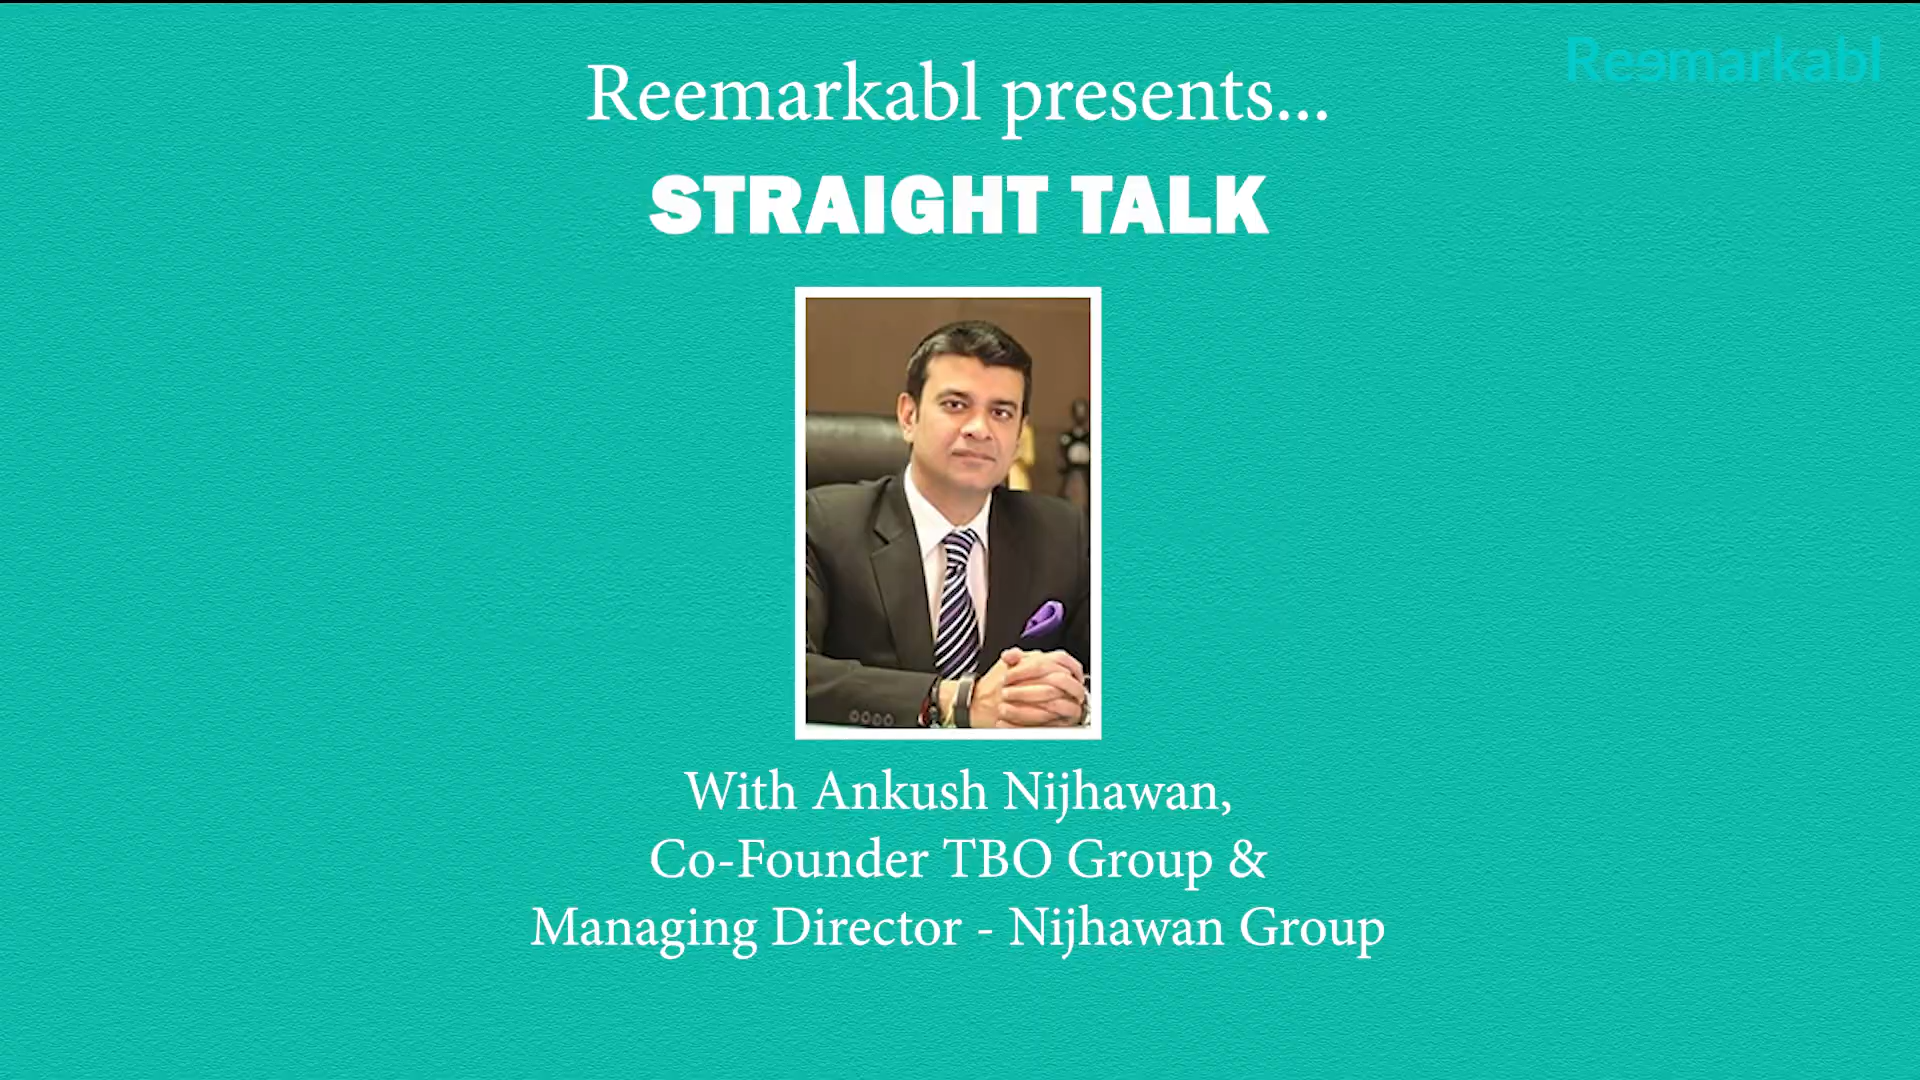 Reemarkabl
Reemarkabl presents...
STRAIGHT TALK
With Ankush Nijhawan,
Co-Founder TBO Group &
Managing Director - Nijhawan Group